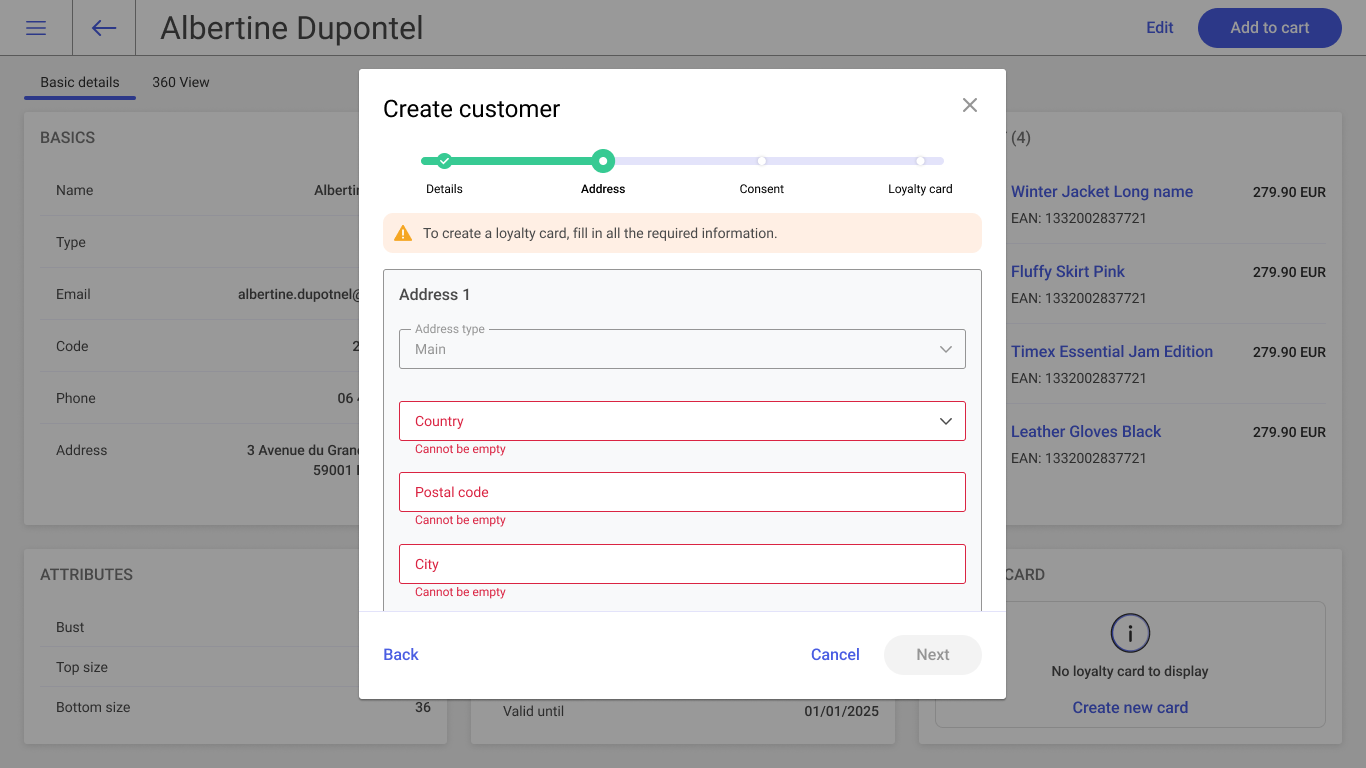 Albertine Dupontel
Edit
Add to cart
Basic details
360 View
BASICS
Name
Type
Email
albertine.dupotnel@
Code
2
Phone
06
Address
3 Avenue du
59001
ATTRIBUTES
Bust
Top size
Bottom size
36
Valid until
01/01/2025
(4)
Winter Jacket Long name
279.90 EUR
EAN: 1332002837721
Fluffy Skirt Pink
279.90 EUR
EAN: 1332002837721
Timex Essential Jam Edition
279.90 EUR
EAN: 1332002837721
Leather Gloves Black
279.90 EUR
EAN: 1332002837721
CARD
No loyalty card to display
Create new card
Create customer
Details
Address
Consent
Loyalty card
To create a loyalty card, fill in all the required information.
Address 1
Address type
Main
Country
Cannot be empty
Postal code
Cannot be empty
City
Cannot be empty
Back
Cancel
Next